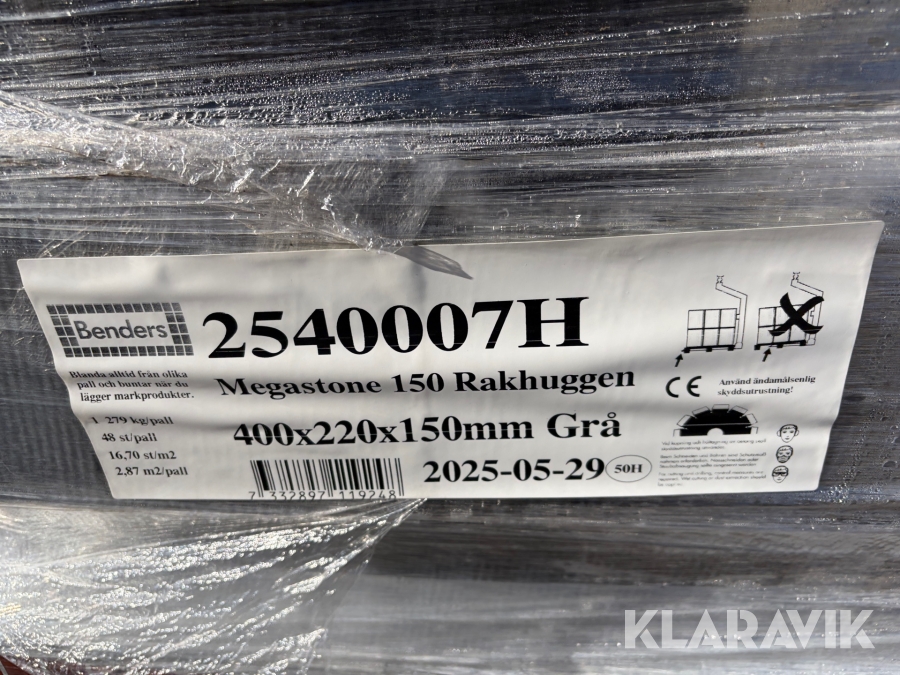 Benders
2540007H
Megastone 150 Rakhuggen
400x220x150mm Grå
2025-05-29 50H
Blanda alltid från olika
pall och buntar när du
lägger markprodukter.
1 279 kg/pall
48 st/pall
16,70 st/m2
2,87 m2/pall
7 332897 119248
CE
Använd ändamålsenlig
skyddsutrustning!
KLARAVIK